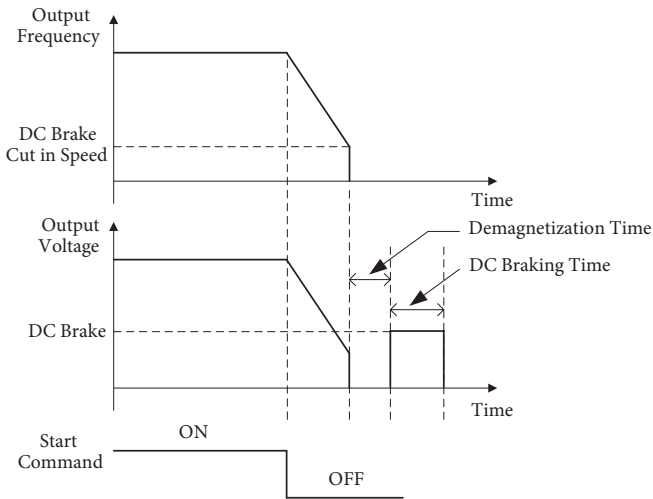 Output
Frequency
DC Brake
Cut in Speed
Time
Output
Voltage
Demagnetization Time
DC Braking Time
DC Brake
Time
Start
Command
ON
OFF